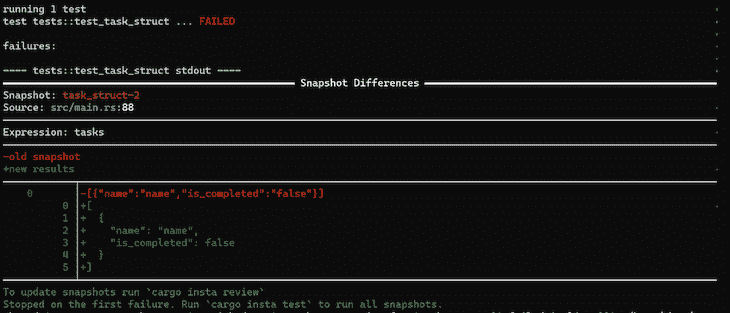 running 1 test
test tests::test_task_struct ... FAILED
failures:
---- tests::test_task_struct stdout ----
Snapshot Differences
Snapshot: task_struct-2
Source: src/main.rs:88
Expression: tasks
-old snapshot
+new results
0 -[{"name":"name","is_completed":"false"}]
0 +[
1 +  {
2 +    "name": "name",
3 +    "is_completed": false
4 +  }
5 +]
To update snapshots run `cargo insta review`
Stopped on the first failure. Run `cargo insta test` to run all snapshots.